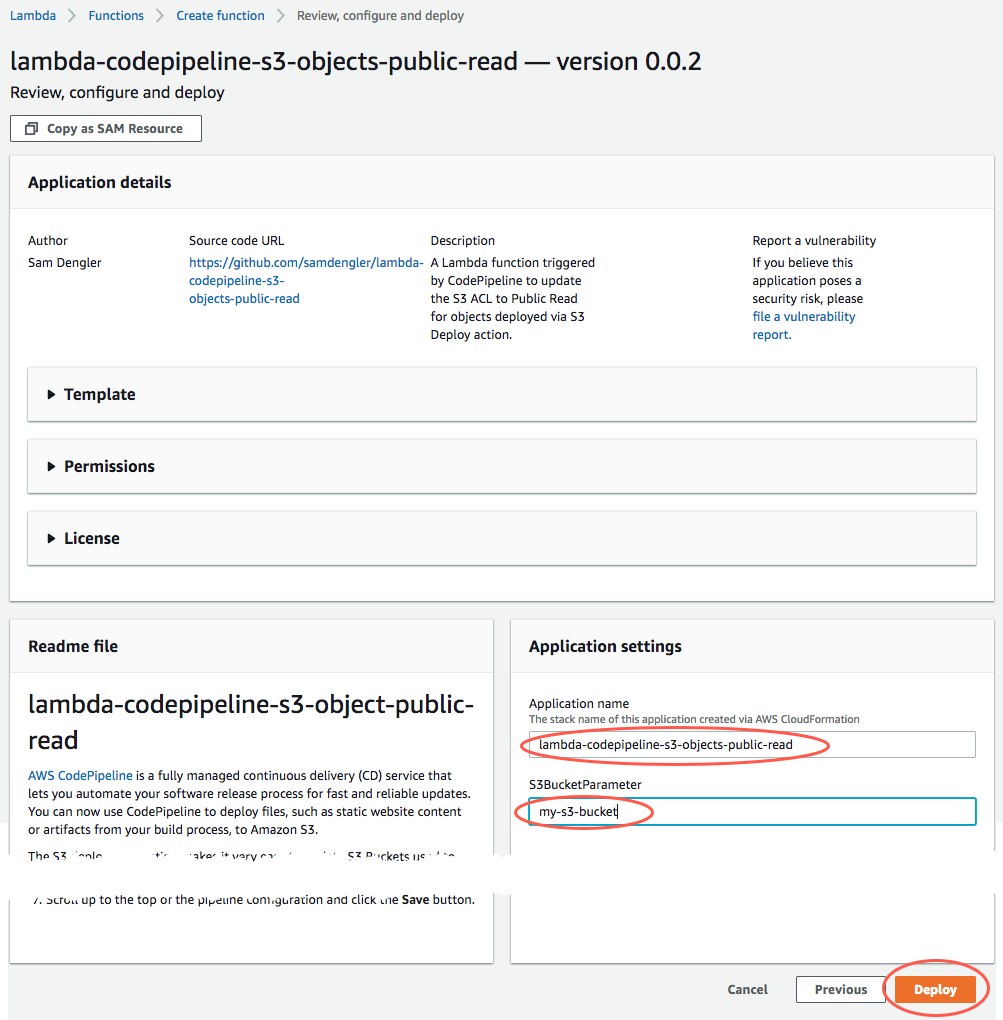 Lambda > Functions > Create function > Review, configure and deploy
lambda-codepipeline-s3-objects-public-read — version 0.0.2
Review, configure and deploy
Copy as SAM Resource
Application details
Author
Sam Dengler
Source code URL
https://github.com/samdengler/lambda-
codepipeline-s3-
objects-public-read
Description
A Lambda function triggered
by CodePipeline to update
the S3 ACL to Public Read
for objects deployed via S3
Deploy action.
Report a vulnerability
If you believe this
application poses a
security risk, please
file a vulnerability
report.
Template
Permissions
License
Readme file
lambda-codepipeline-s3-object-public-
read
AWS CodePipeline is a fully managed continuous delivery (CD) service that
lets you automate your software release process for fast and reliable updates.
You can now use CodePipeline to deploy files, such as static website content
or artifacts from your build process, to Amazon S3.
The S3 S3 Buckets used to
7. Scroll up to the top of the pipeline configuration and click the Save button.
Application settings
Application name
The stack name of this application created via AWS CloudFormation
lambda-codepipeline-s3-objects-public-read
S3BucketParameter
my-s3-bucket
Cancel
Previous
Deploy